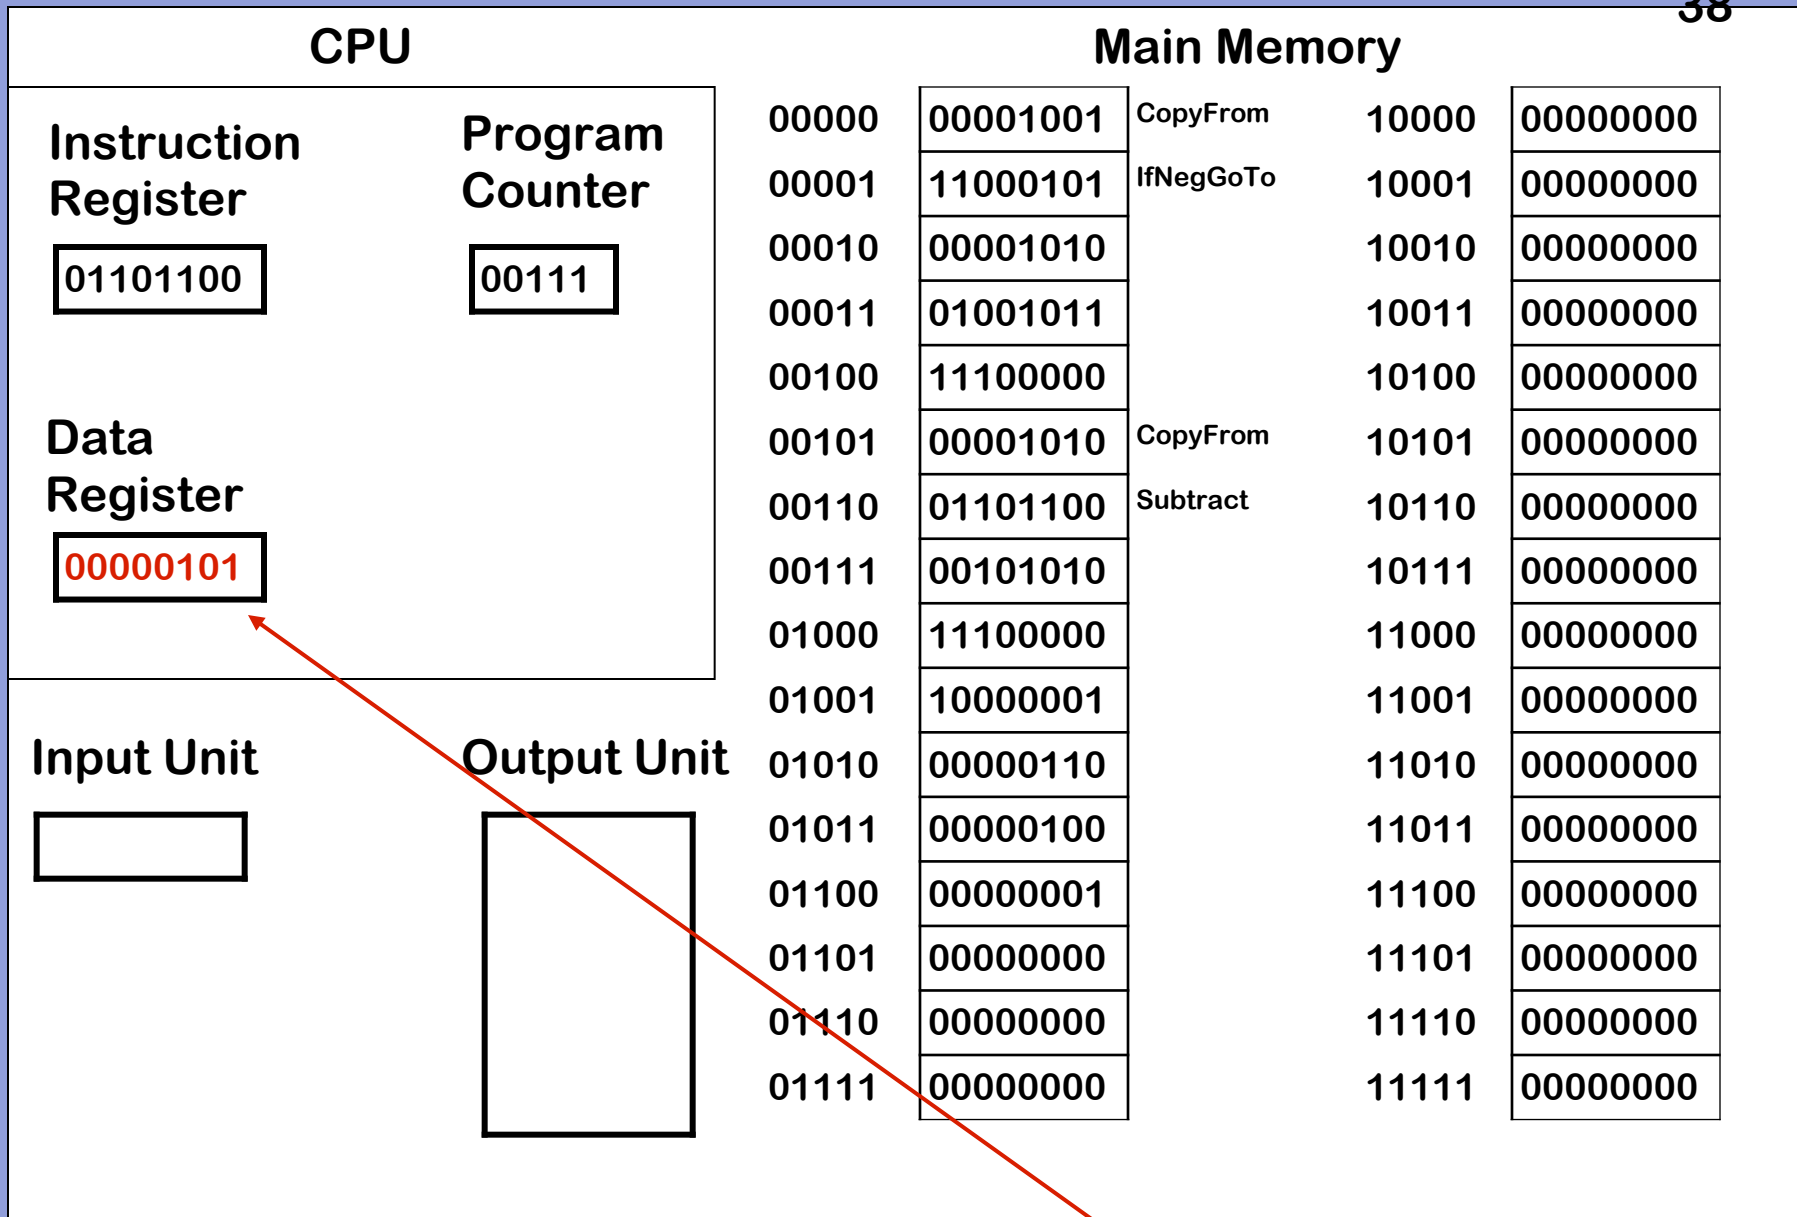 38
CPU
Main Memory
Instruction
Register
Program
Counter
01101100
00111
Data
Register
00000101
Input Unit
Output Unit
00000 00001001 CopyFrom 10000 00000000
00001 11000101 IfNegGoTo 10001 00000000
00010 00001010 10010 00000000
00011 01001011 10011 00000000
00100 11100000 10100 00000000
00101 00001010 CopyFrom 10101 00000000
00110 01101100 Subtract 10110 00000000
00111 00101010 10111 00000000
01000 11100000 11000 00000000
01001 10000001 11001 00000000
01010 00000110 11010 00000000
01011 00000100 11011 00000000
01100 00000001 11100 00000000
01101 00000000 11101 00000000
01110 00000000 11110 00000000
01111 00000000 11111 00000000